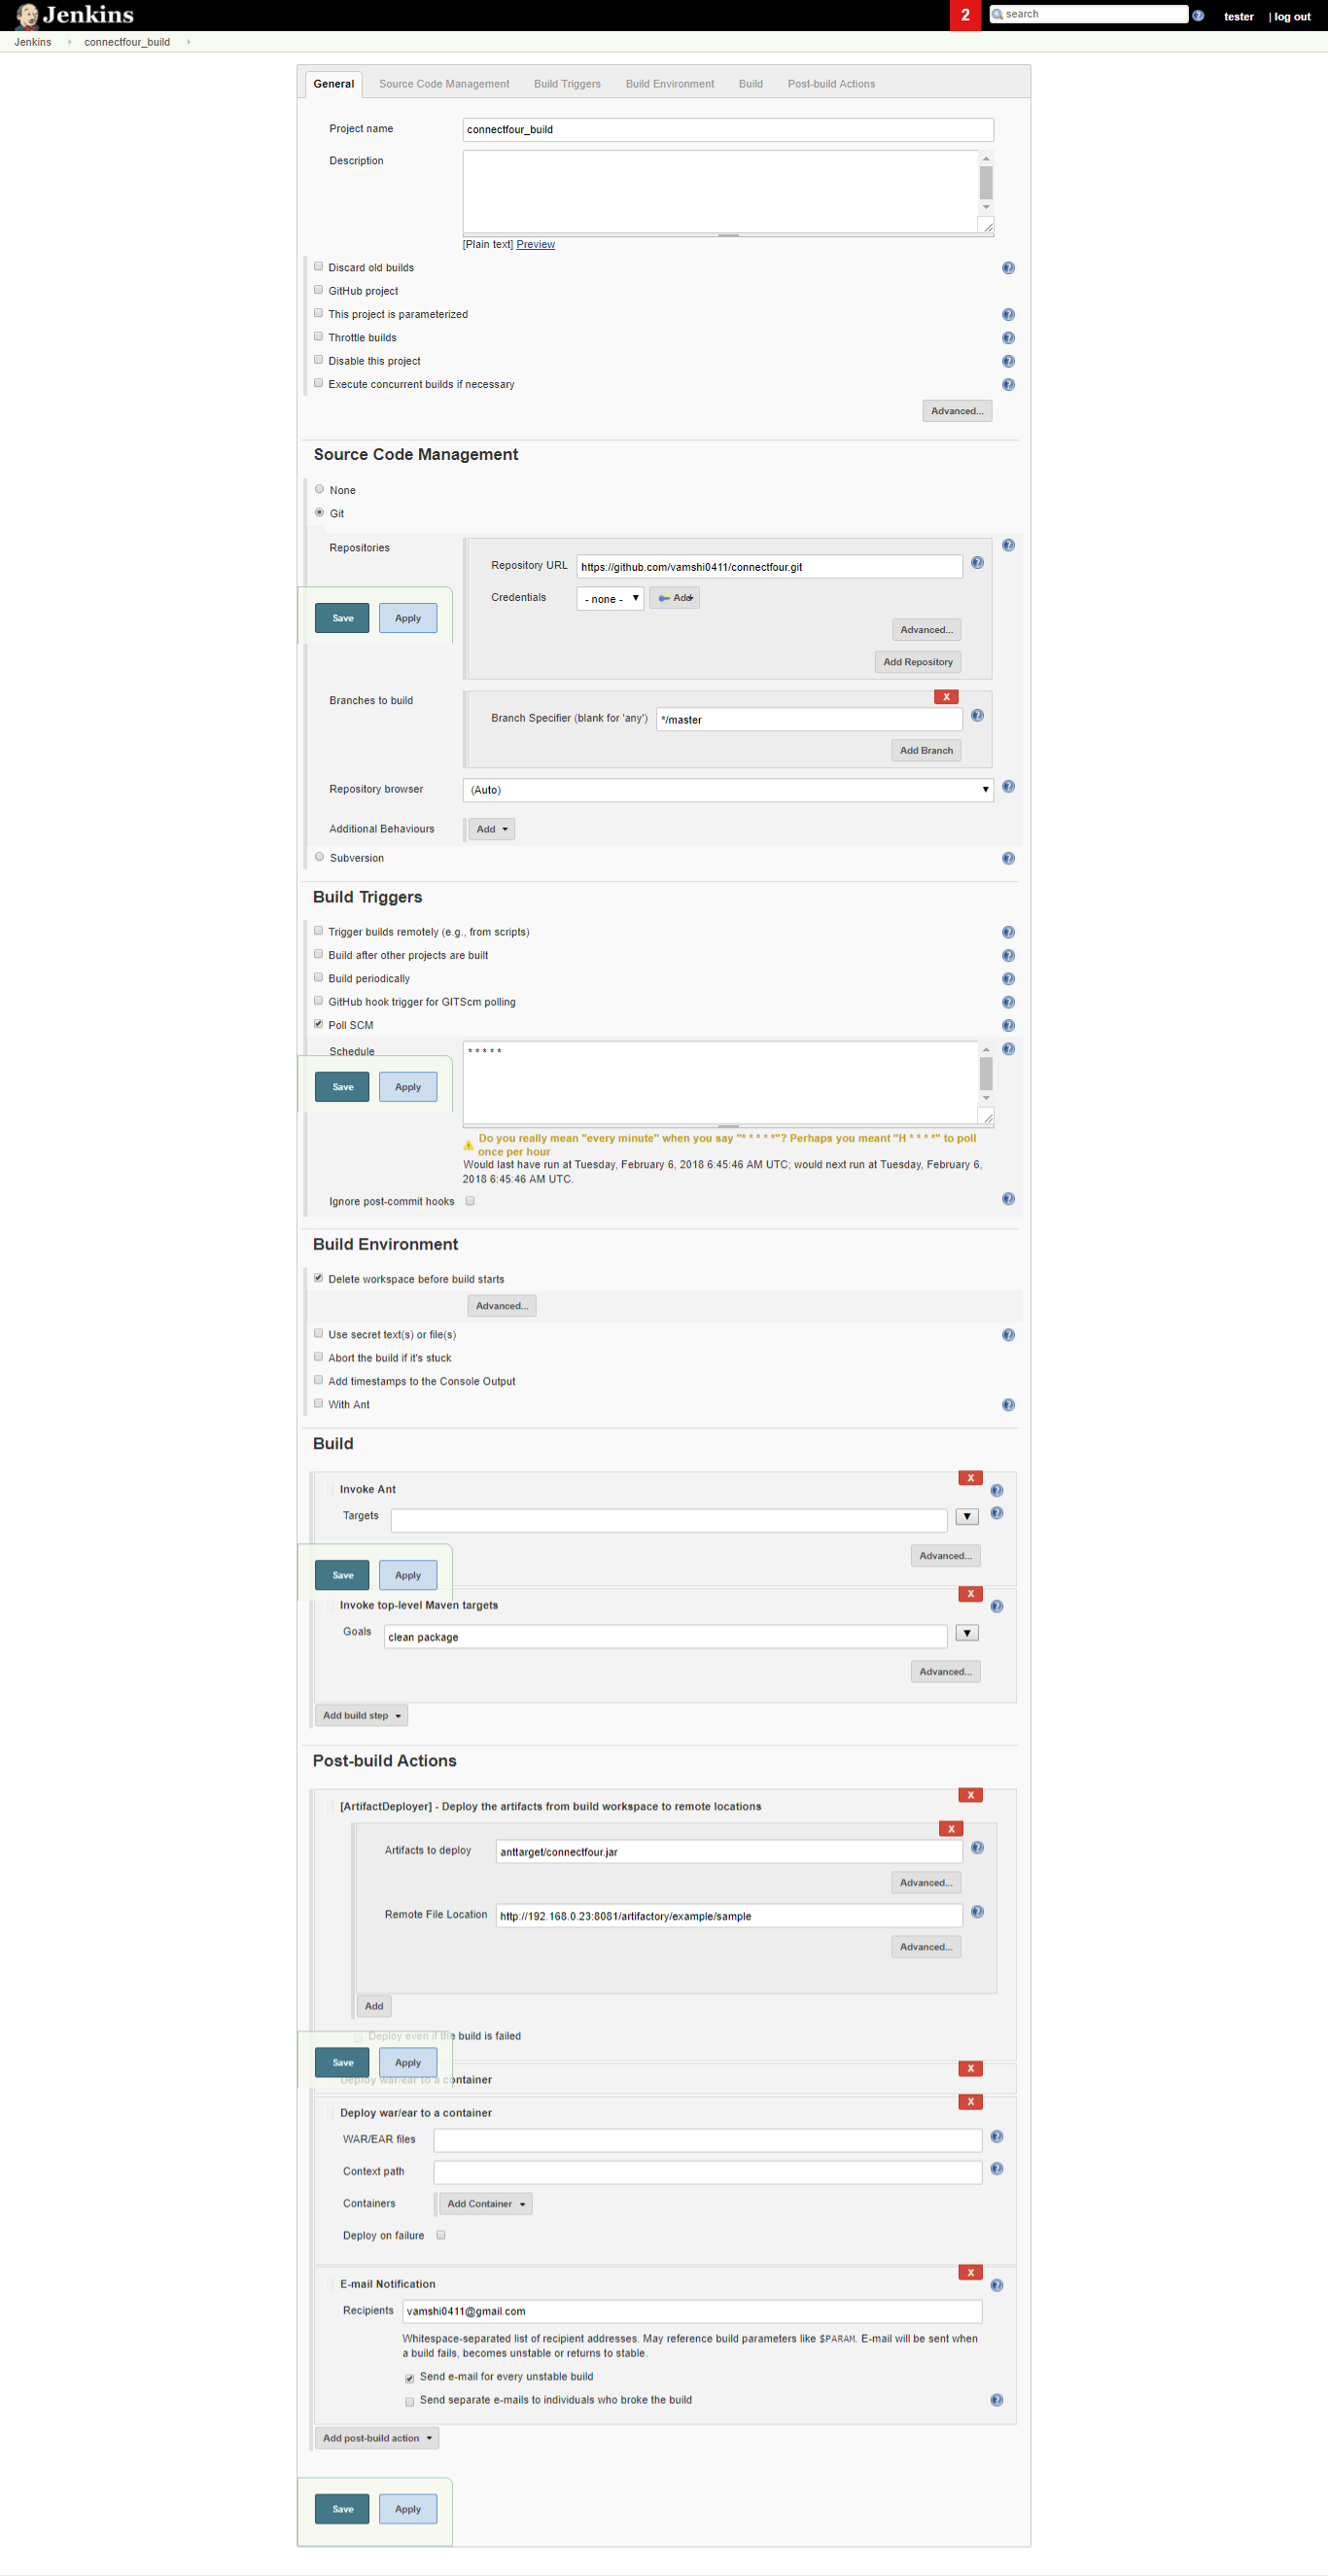 Jenkins
2
search
tester
| log out
Jenkins
connectfour_build
General
Source Code Management
Build Triggers
Build Environment
Build
Post-build Actions
Project name
connectfour_build
Description
[Plain text] Preview
Discard old builds
GitHub project
This project is parameterized
Throttle builds
Disable this project
Execute concurrent builds if necessary
Advanced...
Source Code Management
None
Git
Repositories
Repository URL
https://github.com/vamshi0411/connectfour.git
Credentials
- none -
Add
Save
Apply
Advanced...
Add Repository
Branches to build
X
Branch Specifier (blank for 'any')
*/master
Add Branch
Repository browser
(Auto)
Additional Behaviours
Add
Subversion
Build Triggers
Trigger builds remotely (e.g., from scripts)
Build after other projects are built
Build periodically
GitHub hook trigger for GITScm polling
Poll SCM
Schedule
* * * * *
Save
Apply
Do you really mean "every minute" when you say "* * * * *"? Perhaps you meant "H * * * *" to poll
once per hour
Would last have run at Tuesday, February 6, 2018 6:45:46 AM UTC; would next run at Tuesday, February 6,
2018 6:45:46 AM UTC.
Ignore post-commit hooks
Build Environment
Delete workspace before build starts
Advanced...
Use secret text(s) or file(s)
Abort the build if it's stuck
Add timestamps to the Console Output
With Ant
Build
X
Invoke Ant
Targets
Advanced...
Save
Apply
X
Invoke top-level Maven targets
Goals
clean package
Advanced...
Add build step
Post-build Actions
X
[ArtifactDeployer] - Deploy the artifacts from build workspace to remote locations
X
Artifacts to deploy
anttarget/connectfour.jar
Advanced...
Remote File Location
http://192.168.0.23:8081/artifactory/example/sample
Advanced...
Add
Deploy even if the build is failed
Save
Apply
X
Deploy war/ear to a container
X
Deploy war/ear to a container
WAR/EAR files
Context path
Containers
Add Container
Deploy on failure
X
E-mail Notification
Recipients
vamshi0411@gmail.com
Whitespace-separated list of recipient addresses. May reference build parameters like $PARAM. E-mail will be sent when
a build fails, becomes unstable or returns to stable.
Send e-mail for every unstable build
Send separate e-mails to individuals who broke the build
Add post-build action
Save
Apply